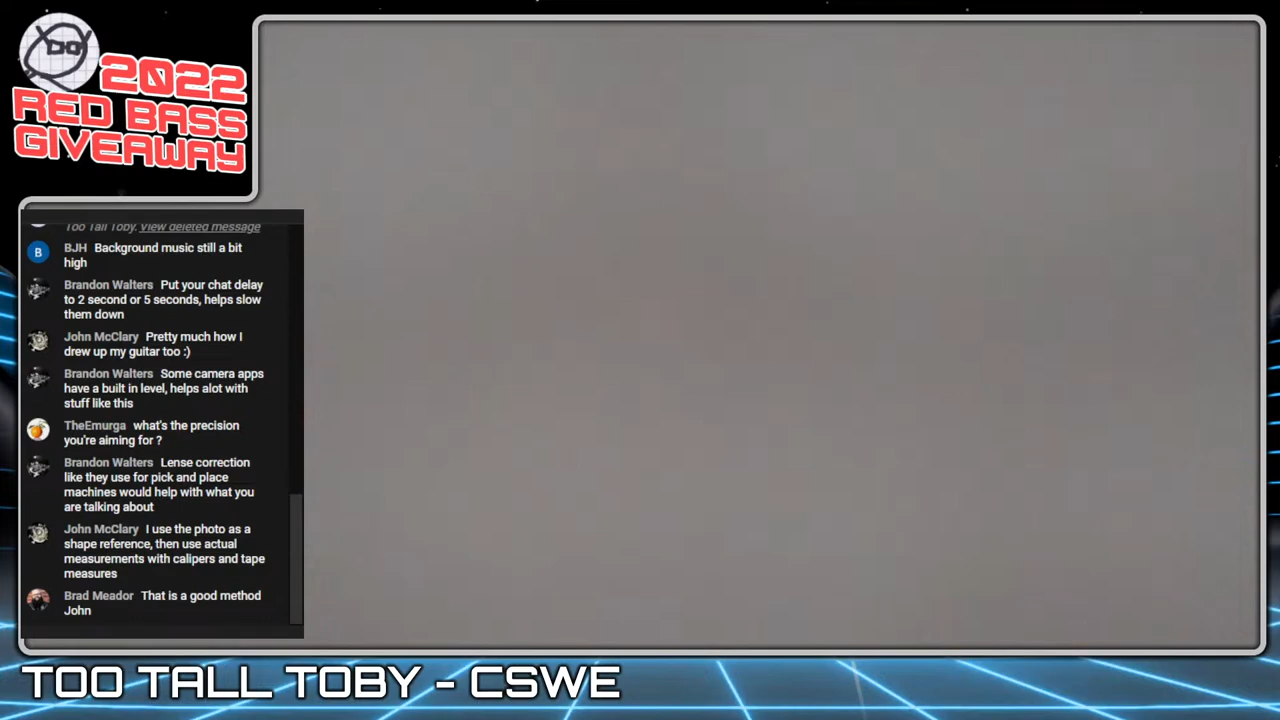 2022
RED BASS
GIVEAWAY
Too Tall Toby. View deleted message
B
BJH Background music still a bit
high
Brandon Walters Put your chat delay
to 2 second or 5 seconds, helps slow
them down
John McClary Pretty much how I
drew up my guitar too :)
Brandon Walters Some camera apps
have a built in level, helps alot with
stuff like this
TheEmurga what's the precision
you're aiming for ?
Brandon Walters Lense correction
like they use for pick and place
machines would help with what you
are talking about
John McClary I use the photo as a
shape reference, then use actual
measurements with calipers and tape
measures
Brad Meador That is a good method
John
TOO TALL TOBY - CSWE